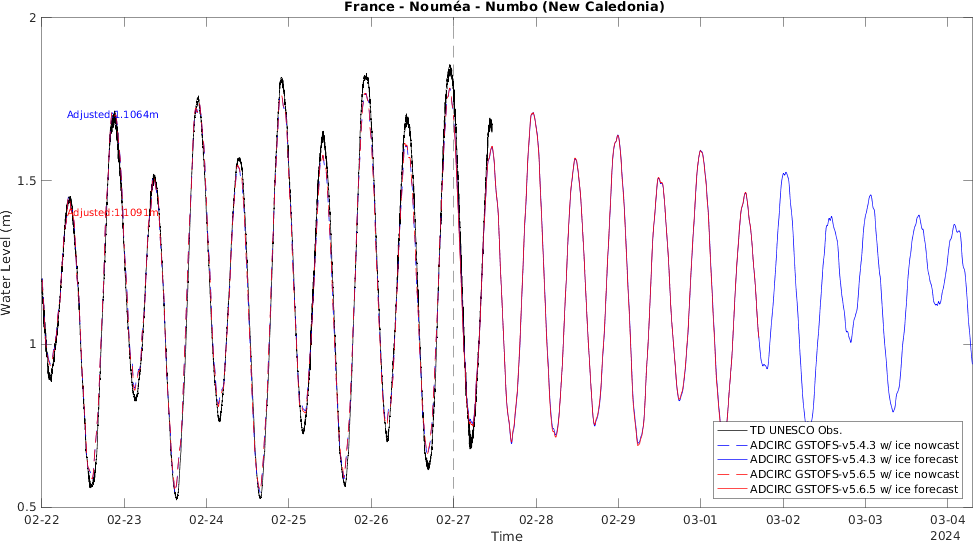 France - Nouméa - Numbo (New Caledonia)
2
Adjusted:1.1064m
1.5
Adjusted:1.1091m
Water Level (m)
1
TD UNESCO Obs.
ADCIRC GSTOFS-v5.4.3 w/ ice nowcast
ADCIRC GSTOFS-v5.4.3 w/ ice forecast
ADCIRC GSTOFS-v5.6.5 w/ ice nowcast
ADCIRC GSTOFS-v5.6.5 w/ ice forecast
0.5
02-22 02-23 02-24 02-25 02-26 02-27 02-28 02-29 03-01 03-02 03-03 03-04
Time 2024